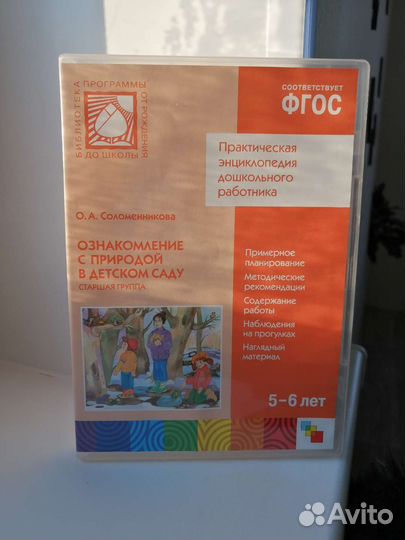 БИБЛИОТЕКА
ПРОГРАММЫ
ОТ РОЖДЕНИЯ
ДО ШКОЛЫ
СООТВЕТСТВУЕТ
ФГОС
Практическая
энциклопедия
дошкольного
работника
О. А. Соломенникова
ОЗНАКОМЛЕНИЕ
С ПРИРОДОЙ
В ДЕТСКОМ САДУ
СТАРШАЯ ГРУППА
Примерное
планирование
Методические
рекомендации
Содержание
работы
Наблюдения
на прогулках
Наглядный
материал
5–6 лет
Avito